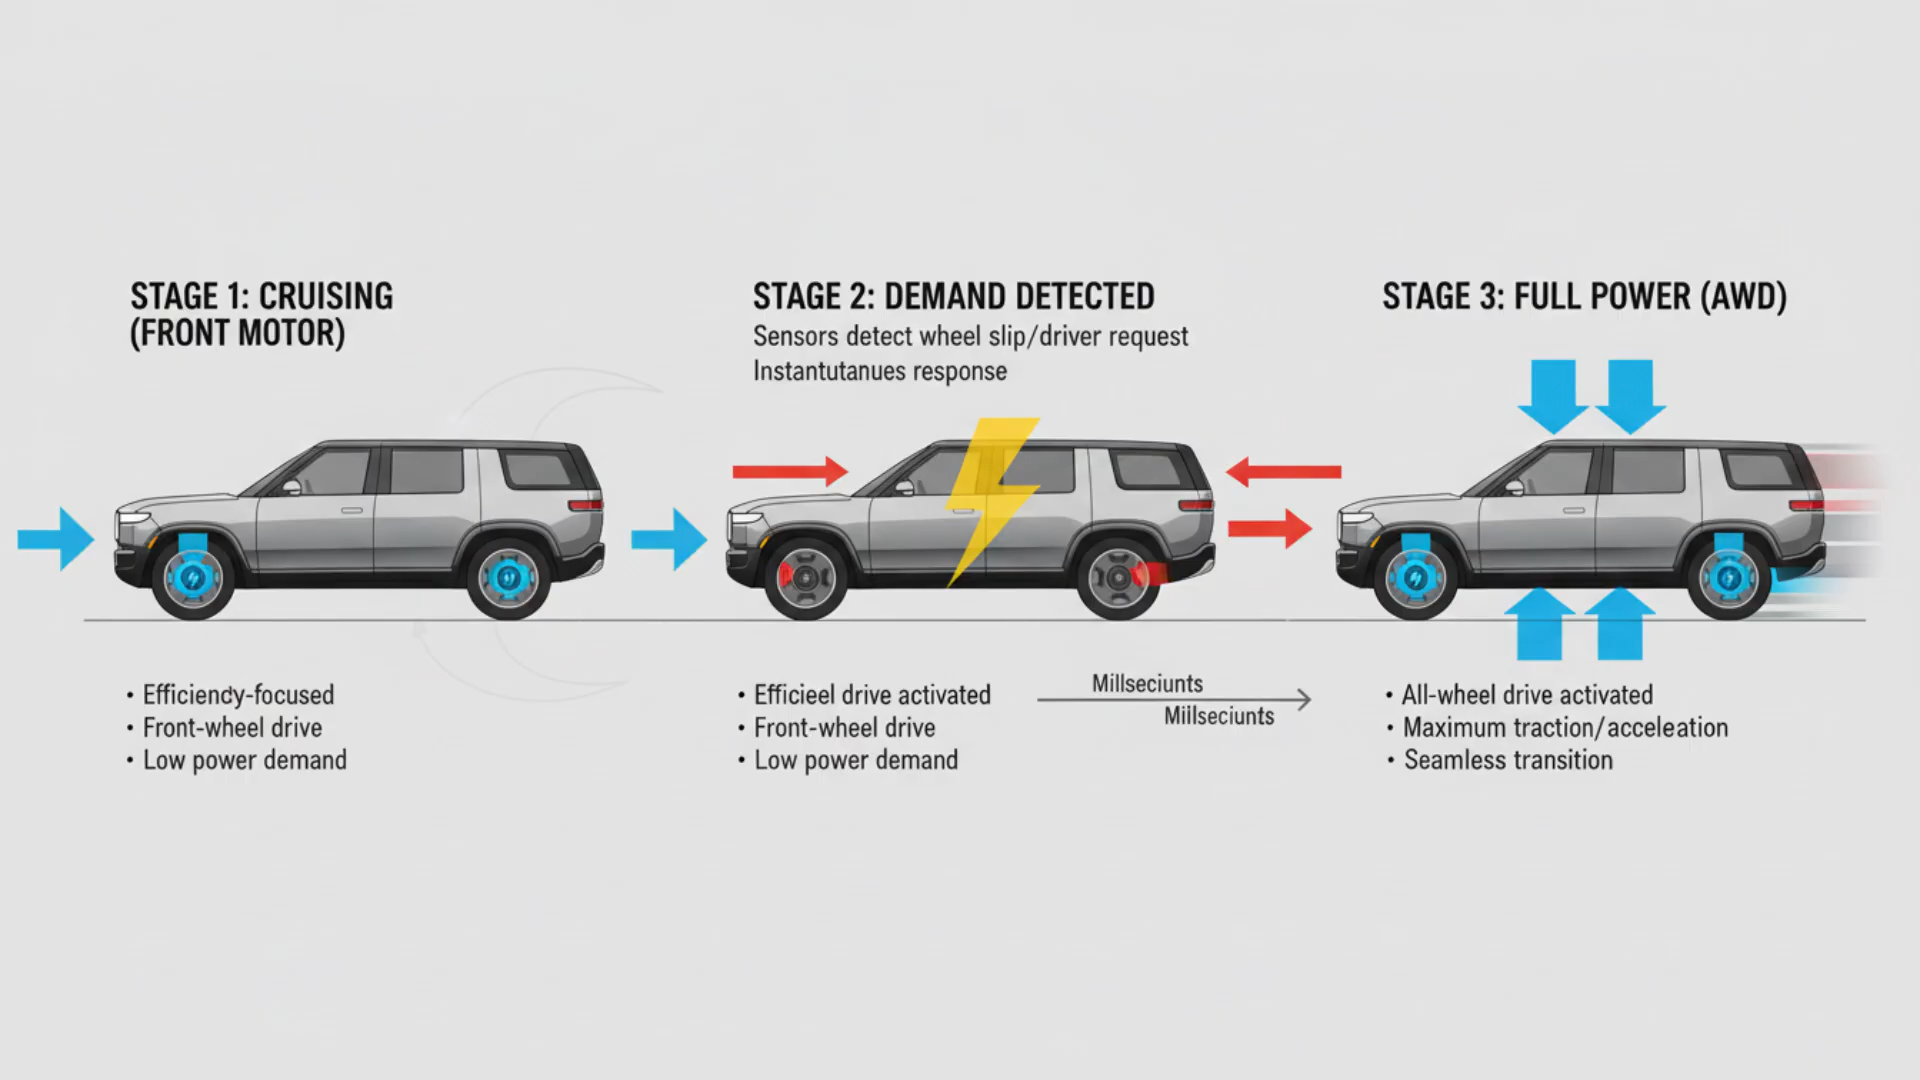 STAGE 1: CRUISING
(FRONT MOTOR)
STAGE 2: DEMAND DETECTED
Sensors detect wheel slip/driver request
Instantutanues response
STAGE 3: FULL POWER (AWD)
• Efficiency-focused
• Front-wheel drive
• Low power demand
• Efficieel drive activated
• Front-wheel drive
• Low power demand
Millseciunts
Millseciunts
• All-wheel drive activated
• Maximum traction/acceleation
• Seamless transition